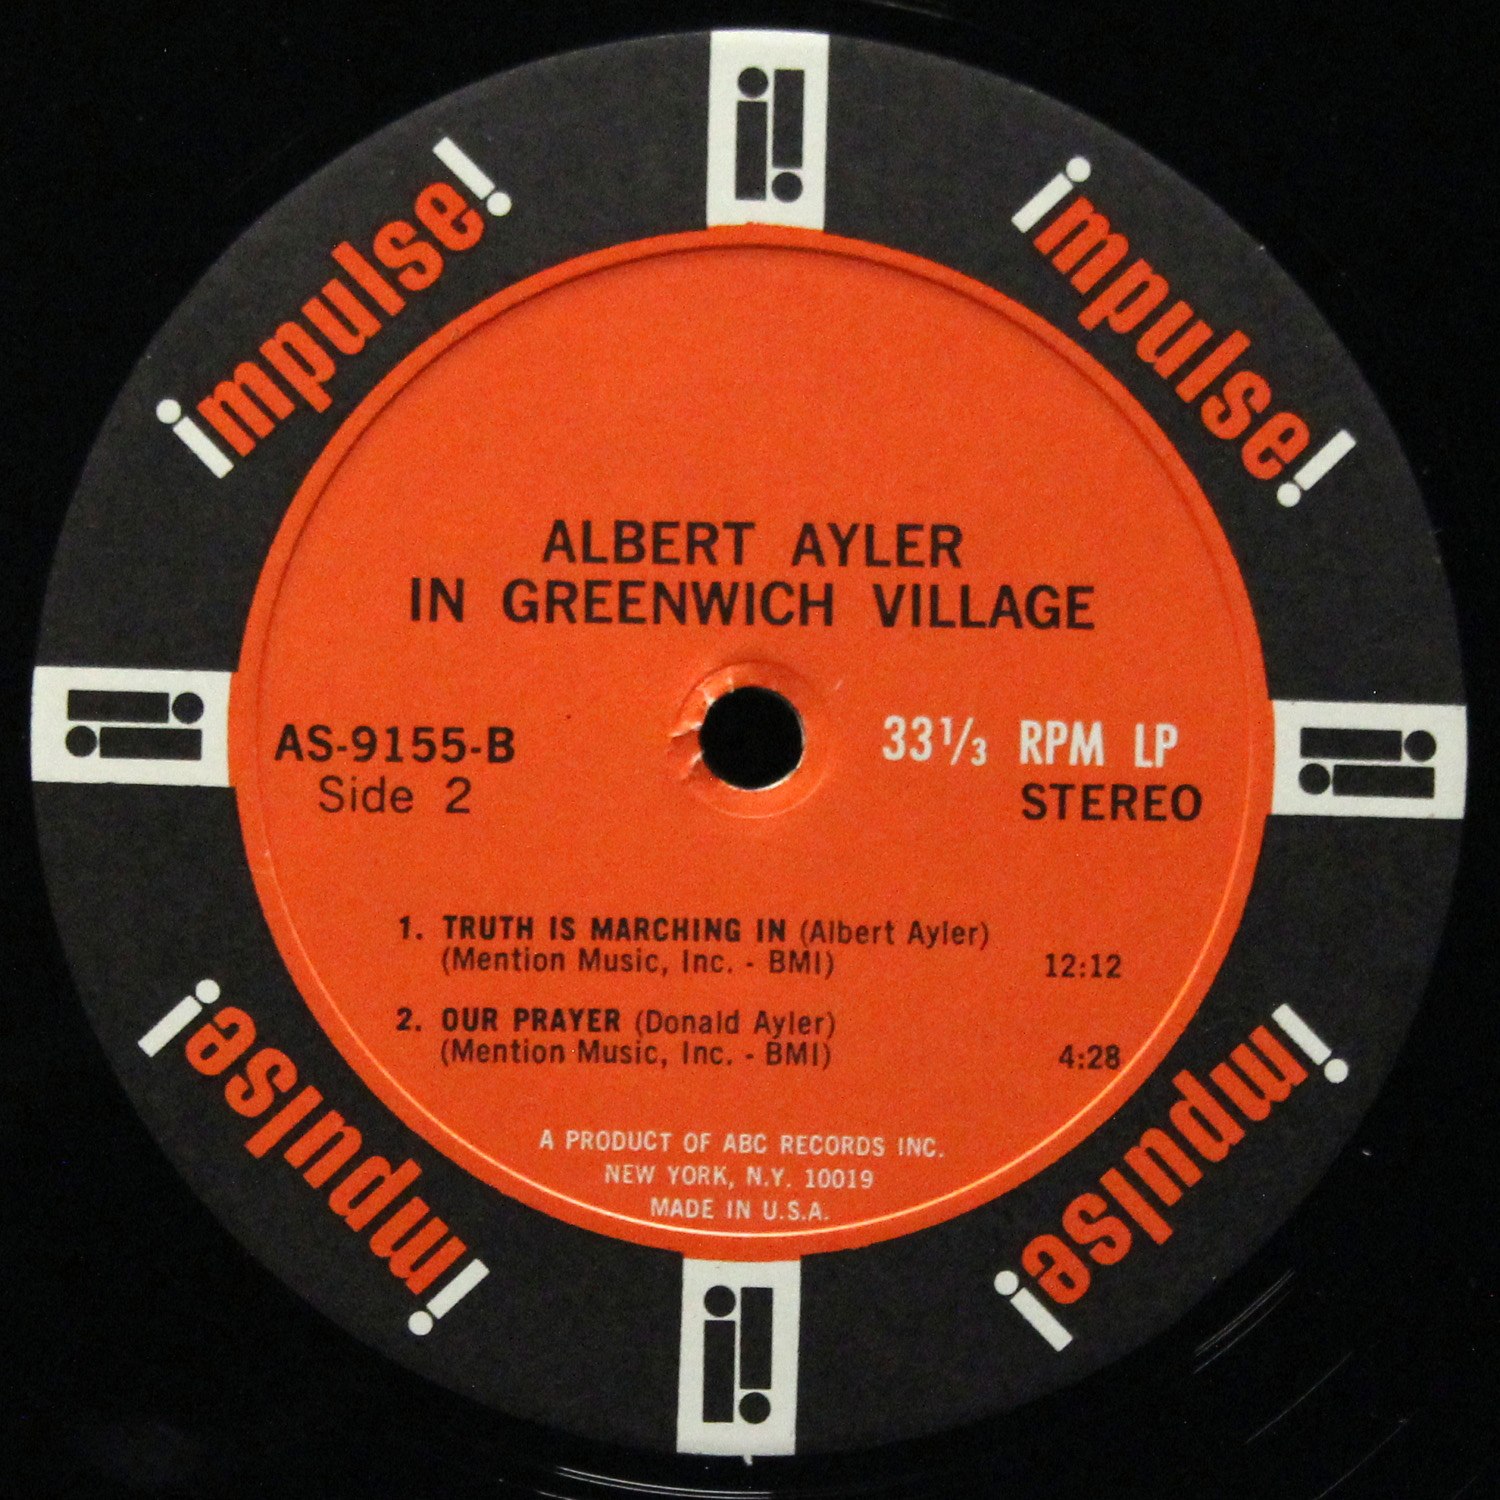 impulse!
impulse!
ALBERT AYLER
IN GREENWICH VILLAGE
AS-9155-B
Side 2
33 1/3 RPM LP
STEREO
1. TRUTH IS MARCHING IN (Albert Ayler)
(Mention Music, Inc. - BMI) 12:12
2. OUR PRAYER (Donald Ayler)
(Mention Music, Inc. - BMI) 4:28
A PRODUCT OF ABC RECORDS INC.
NEW YORK, N.Y. 10019
MADE IN U.S.A.
impulse!
impulse!